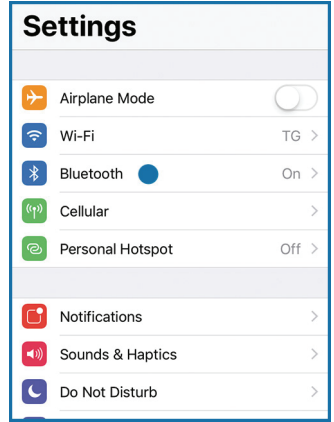 Settings
Airplane Mode
Wi-Fi TG
Bluetooth On
Cellular
Personal Hotspot Off
Notifications
Sounds & Haptics
Do Not Disturb